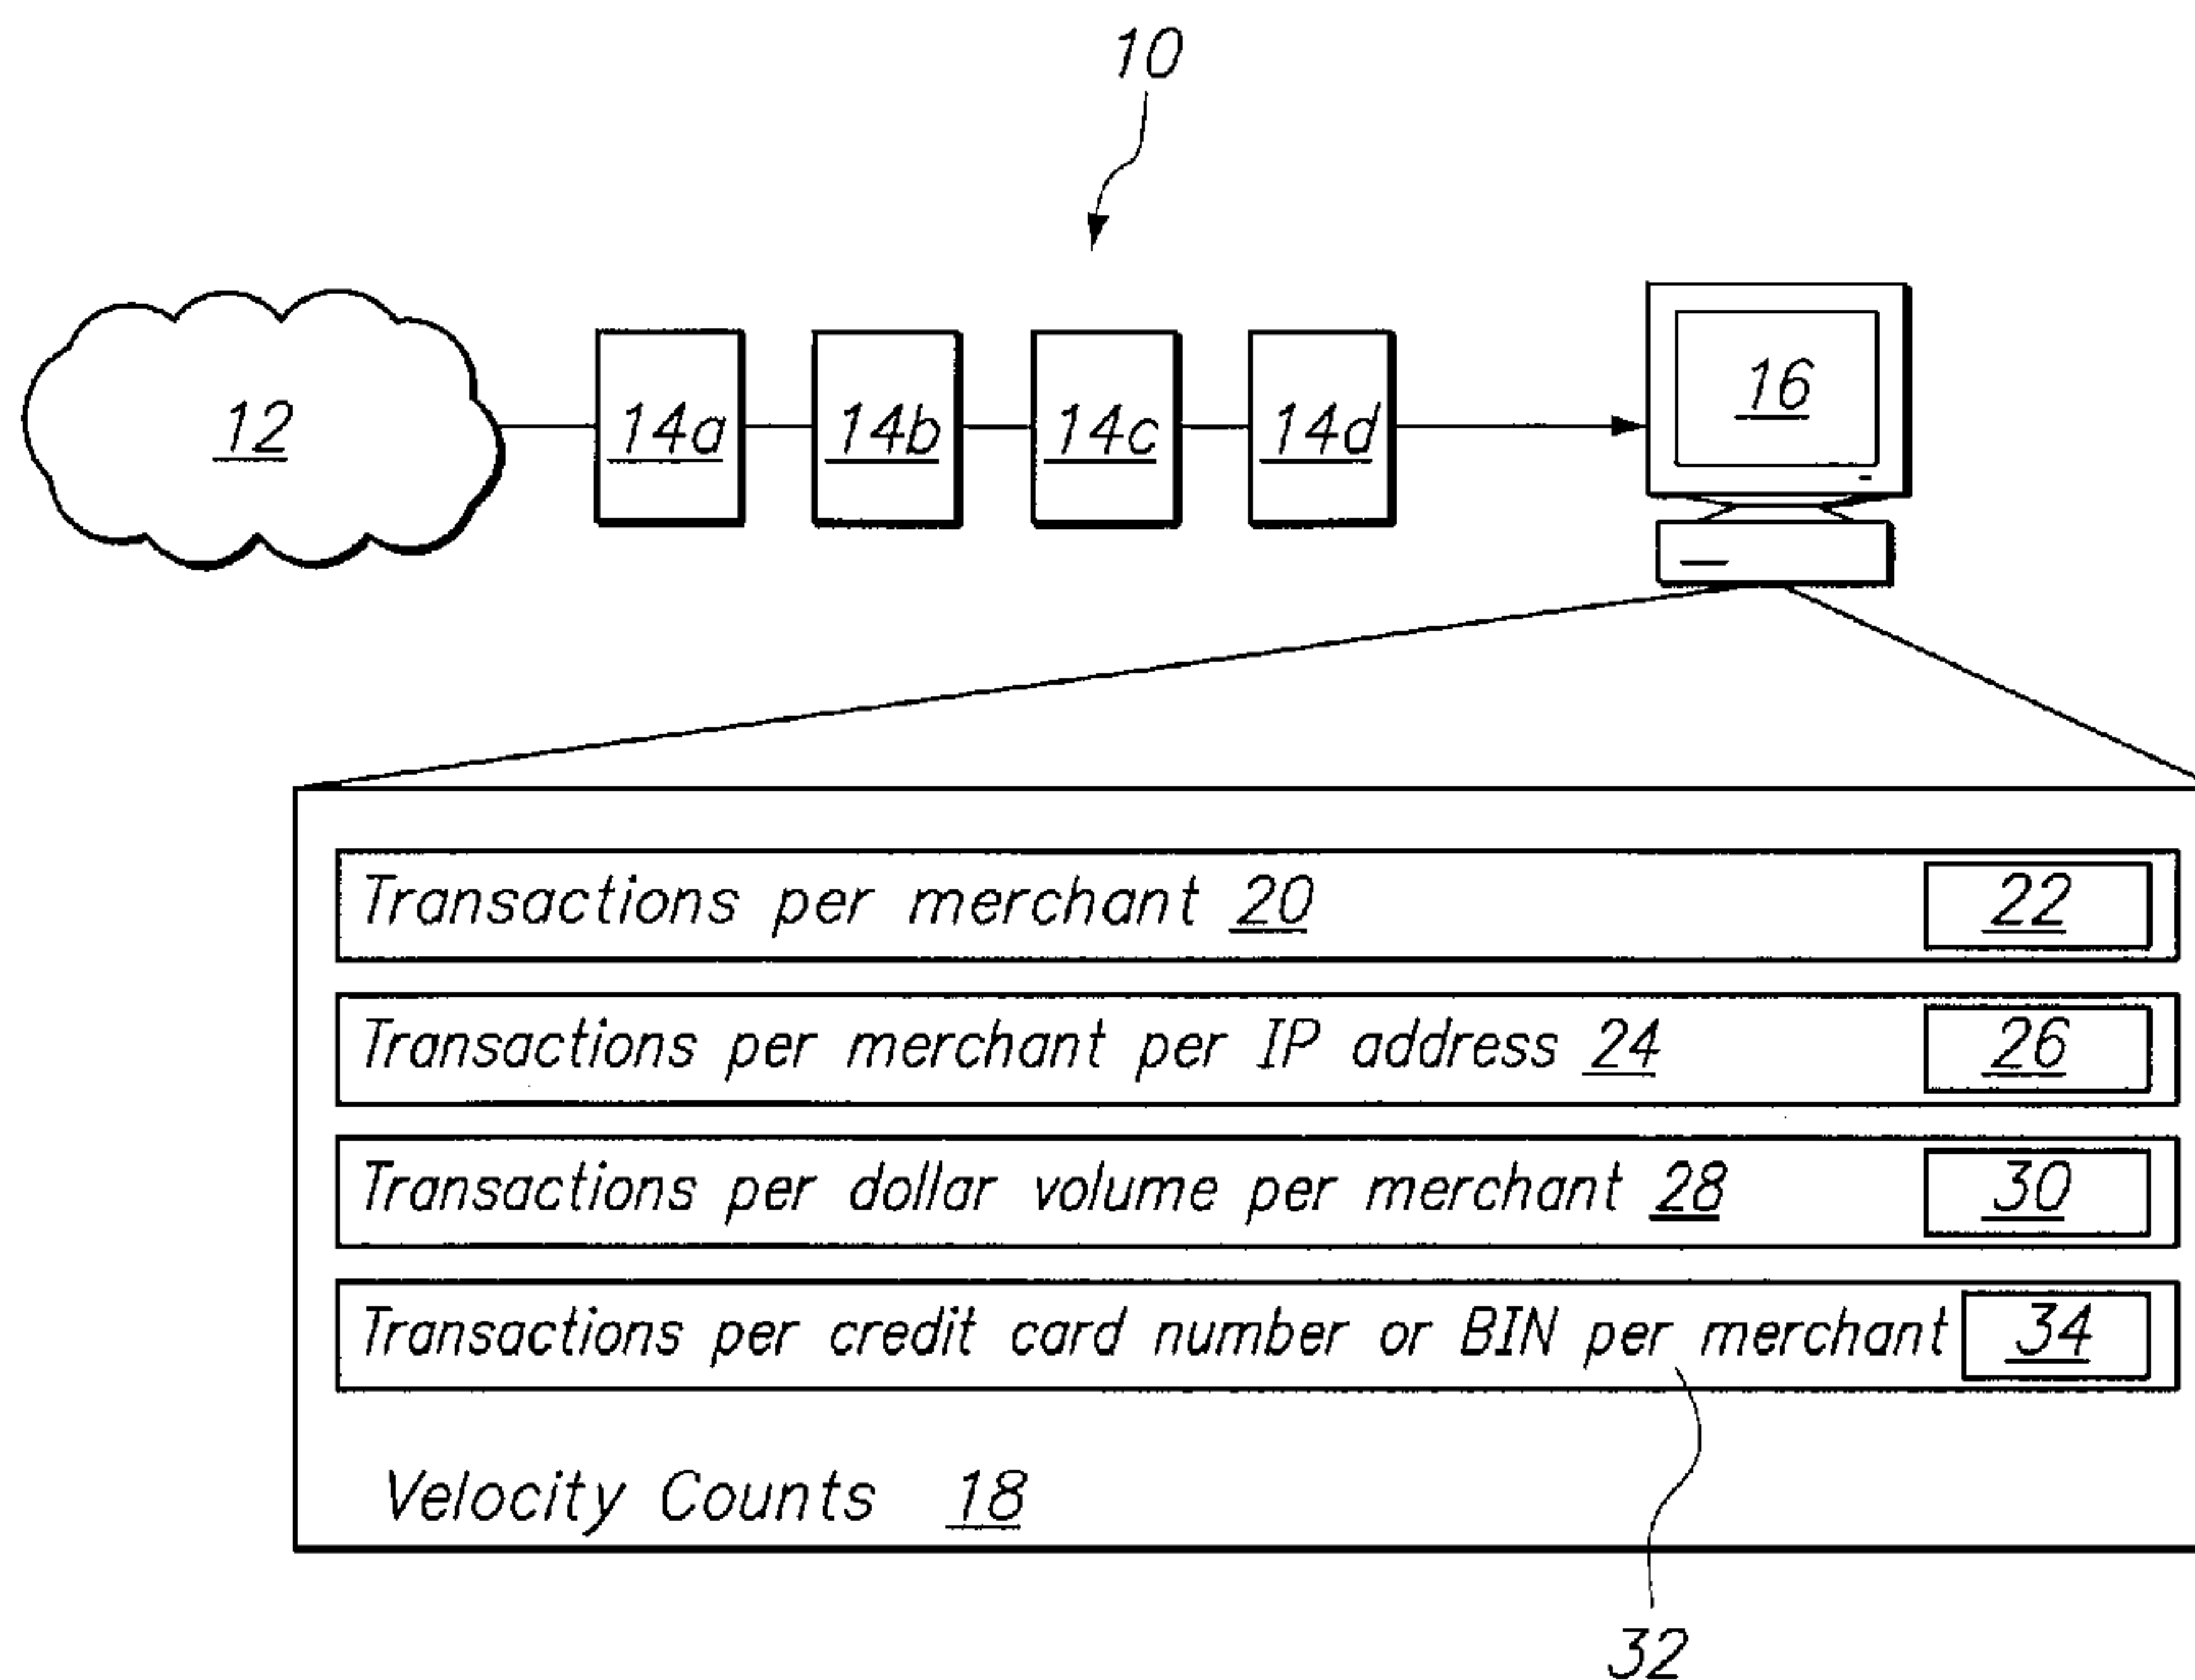 10
12
14a
14b
14c
14d
16
Transactions per merchant 20 22
Transactions per merchant per IP address 24 26
Transactions per dollar volume per merchant 28 30
Transactions per credit card number or BIN per merchant 34
Velocity Counts 18
32